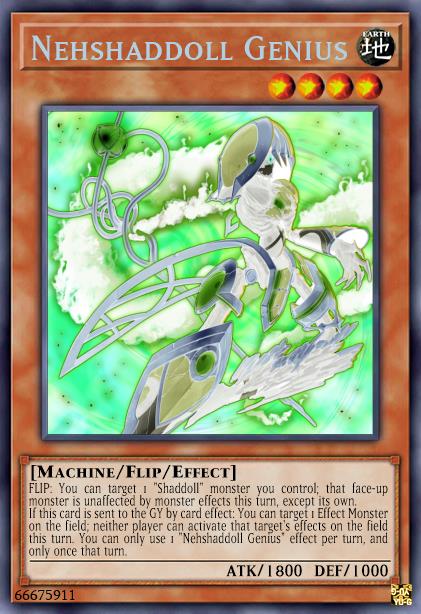 Nehshaddoll Genius
EARTH
地
[Machine/Flip/Effect]
FLIP: You can target 1 "Shaddoll" monster you control; that face-up
monster is unaffected by monster effects this turn, except its own.
If this card is sent to the GY by card effect: You can target 1 Effect Monster
on the field; neither player can activate that target's effects on the field
this turn. You can only use 1 "Nehshaddoll Genius" effect per turn, and
only once that turn.
ATK/1800 DEF/1000
66675911